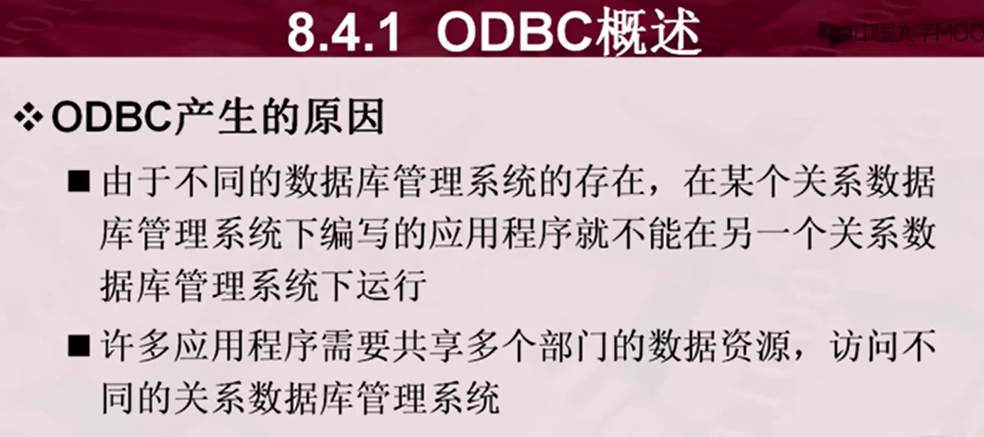 8.4.1 ODBC概述
中国大学MOO
❖ODBC产生的原因
■由于不同的数据库管理系统的存在，在某个关系数据
库管理系统下编写的应用程序就不能在另一个关系数
据库管理系统下运行
■许多应用程序需要共享多个部门的数据资源，访问不
同的关系数据库管理系统